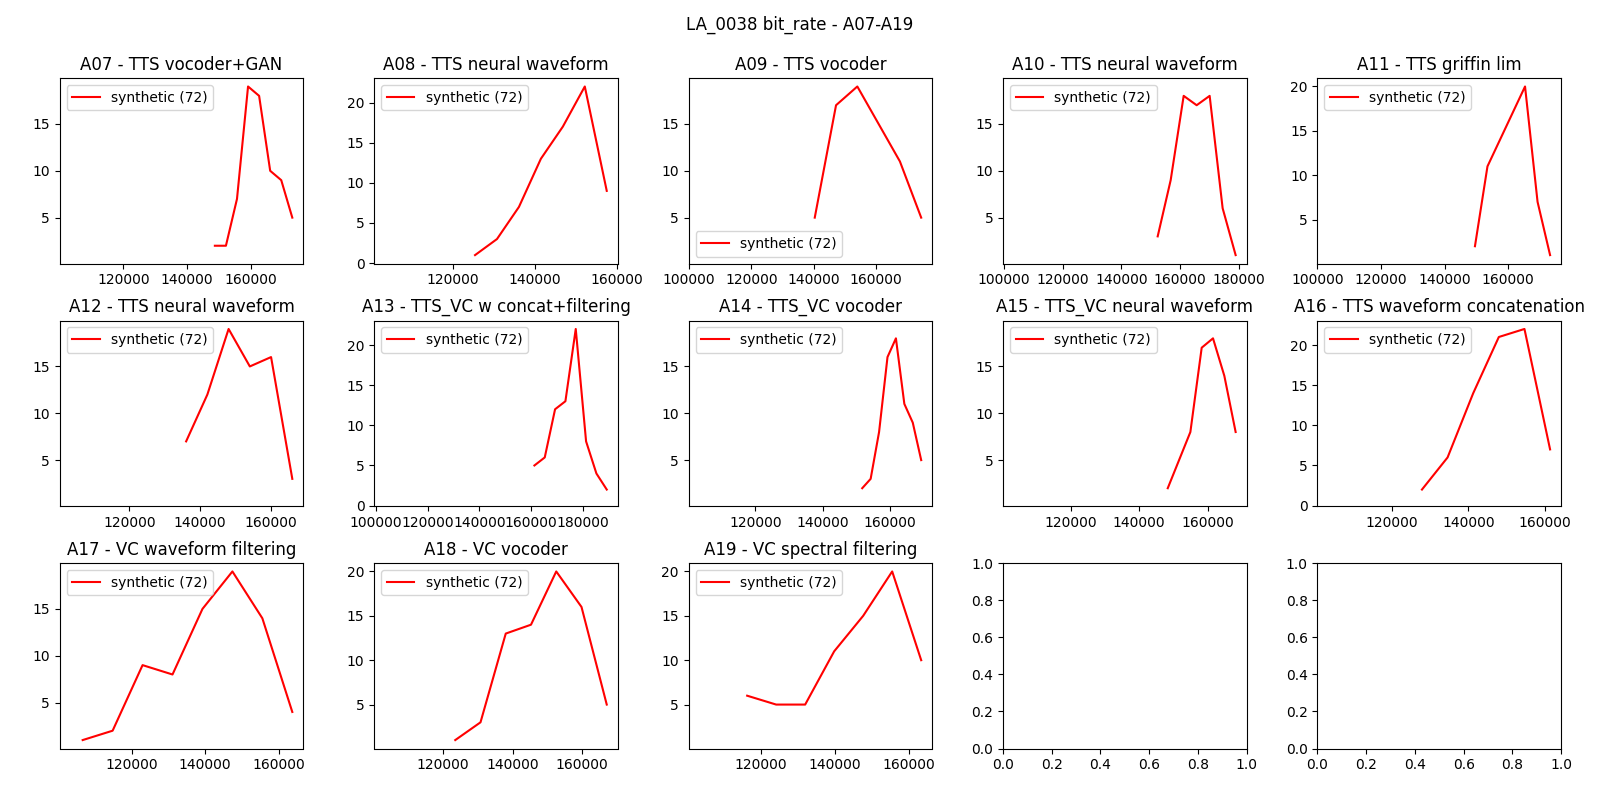 LA_0038 bit_rate - A07-A19
A07 - TTS vocoder+GAN
synthetic (72)
15
10
5
120000 140000 160000
A08 - TTS neural waveform
synthetic (72)
20
15
10
5
0
120000 140000 160000
A09 - TTS vocoder
synthetic (72)
15
10
5
100000 120000 140000 160000
A10 - TTS neural waveform
synthetic (72)
15
10
5
100000 120000 140000 160000 180000
A11 - TTS griffin lim
synthetic (72)
20
15
10
5
100000 120000 140000 160000
A12 - TTS neural waveform
synthetic (72)
15
10
5
120000 140000 160000
A13 - TTS_VC w concat+filtering
synthetic (72)
20
15
10
5
0
100000 120000 140000 160000 180000
A14 - TTS_VC vocoder
synthetic (72)
15
10
5
120000 140000 160000
A15 - TTS_VC neural waveform
synthetic (72)
15
10
5
120000 140000 160000
A16 - TTS waveform concatenation
synthetic (72)
20
15
10
5
0
120000 140000 160000
A17 - VC waveform filtering
synthetic (72)
15
10
5
120000 140000 160000
A18 - VC vocoder
synthetic (72)
20
15
10
5
120000 140000 160000
A19 - VC spectral filtering
synthetic (72)
20
15
10
5
120000 140000 160000
1.0
0.8
0.6
0.4
0.2
0.0
0.0 0.2 0.4 0.6 0.8 1.0
1.0
0.8
0.6
0.4
0.2
0.0
0.0 0.2 0.4 0.6 0.8 1.0